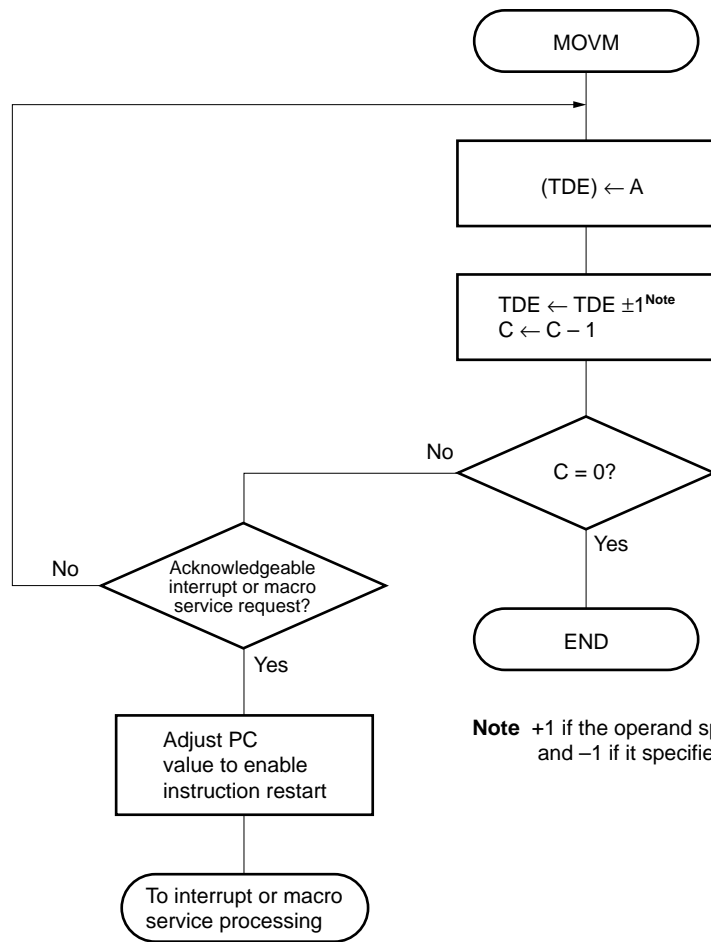 MOVM
(TDE) ← A
TDE ← TDE ±1Note
C ← C – 1
No
C = 0?
Yes
No
Acknowledgeable
interrupt or macro
service request?
Yes
END
Adjust PC
value to enable
instruction restart
Note +1 if the operand
and –1 if it
To interrupt or macro
service processing